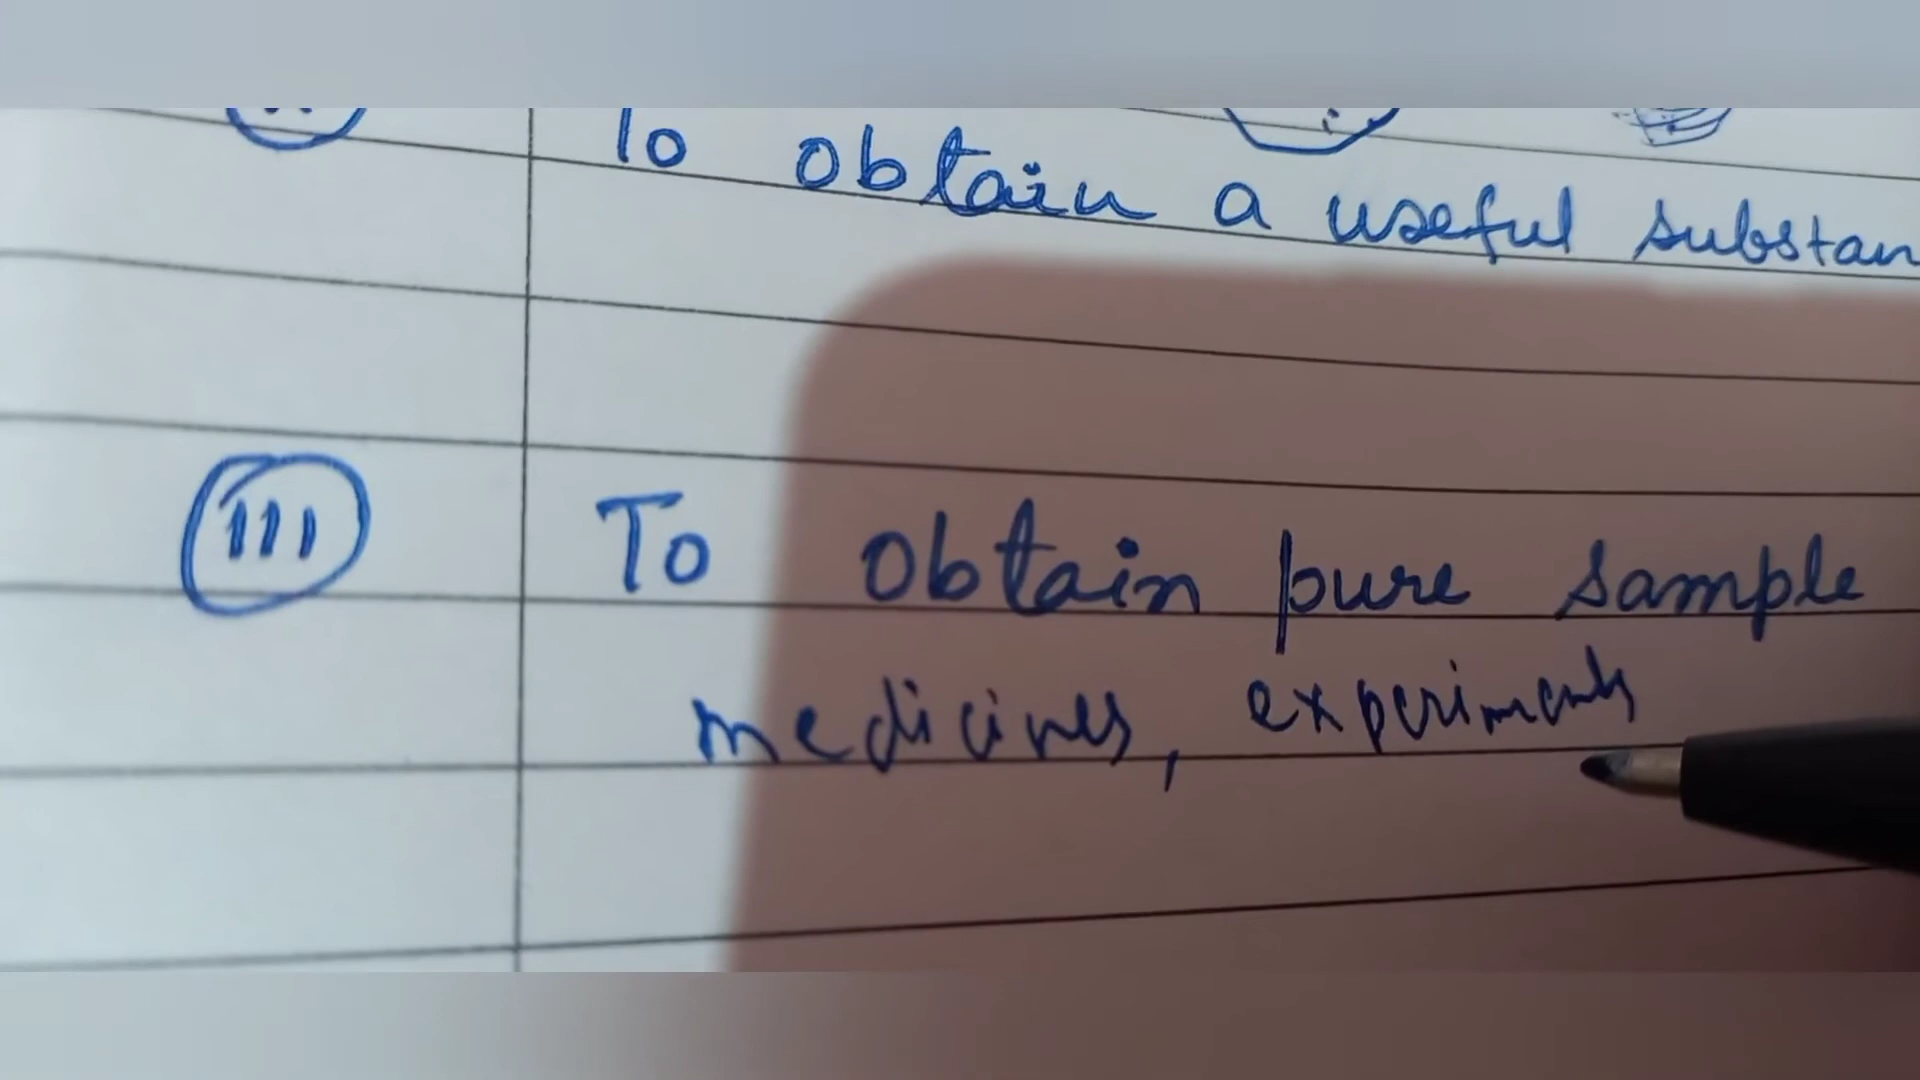 To obtain a useful substan
III To obtain pure sample
medicines, experiments